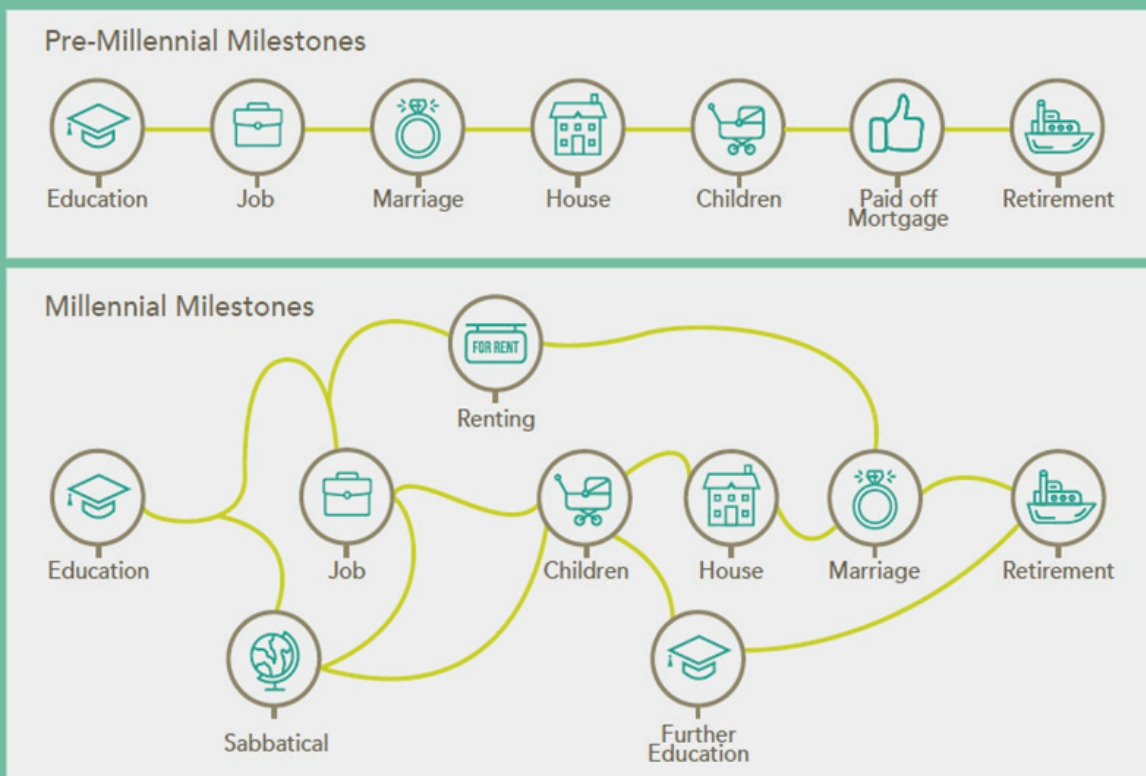 Pre-Millennial Milestones
Education
Job
Marriage
House
Children
Paid off
Mortgage
Retirement
Millennial Milestones
FOR RENT
Renting
Education
Job
Children
House
Marriage
Retirement
Sabbatical
Further
Education